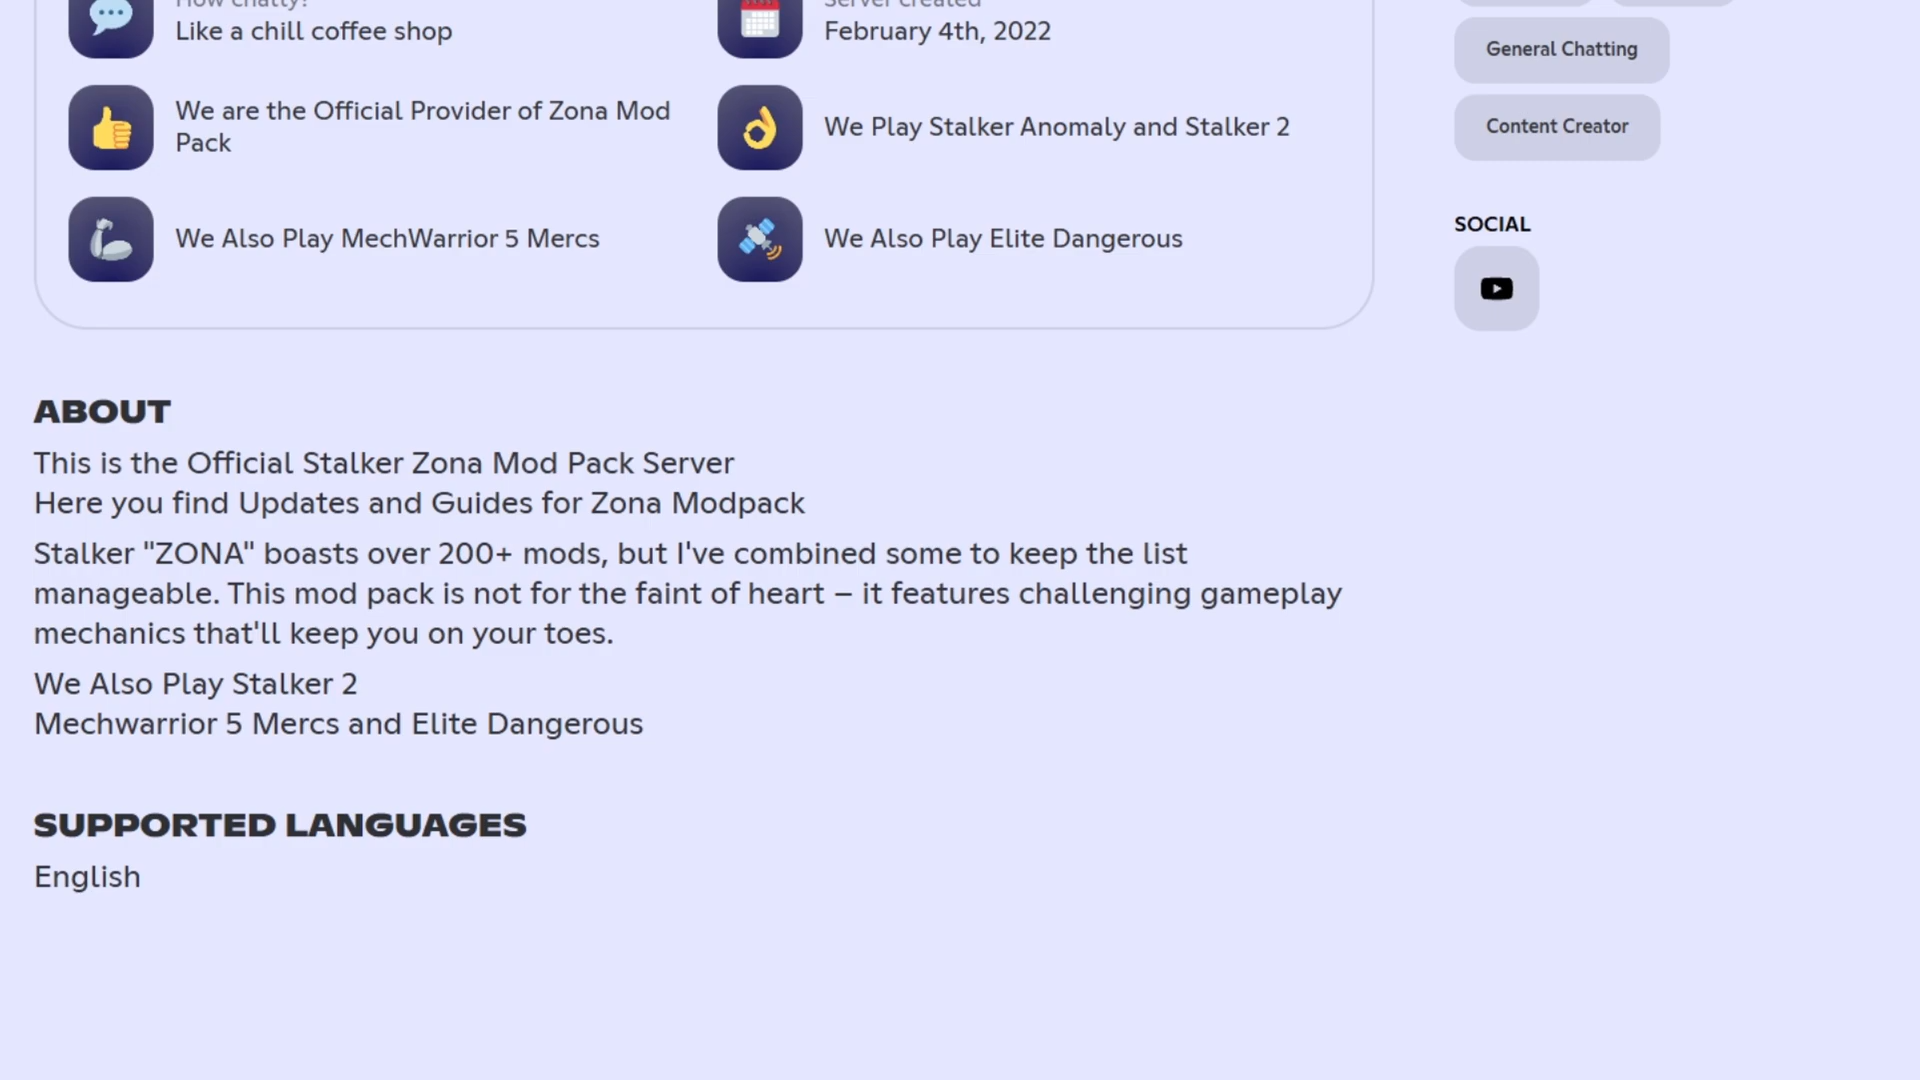 How chatty?
Like a chill coffee shop
Server created
February 4th, 2022
We are the Official Provider of Zona Mod
Pack
We Play Stalker Anomaly and Stalker 2
We Also Play MechWarrior 5 Mercs
We Also Play Elite Dangerous
General Chatting
Content Creator
SOCIAL
ABOUT
This is the Official Stalker Zona Mod Pack Server
Here you find Updates and Guides for Zona Modpack
Stalker "ZONA" boasts over 200+ mods, but I've combined some to keep the list
manageable. This mod pack is not for the faint of heart – it features challenging gameplay
mechanics that'll keep you on your toes.
We Also Play Stalker 2
Mechwarrior 5 Mercs and Elite Dangerous
SUPPORTED LANGUAGES
English